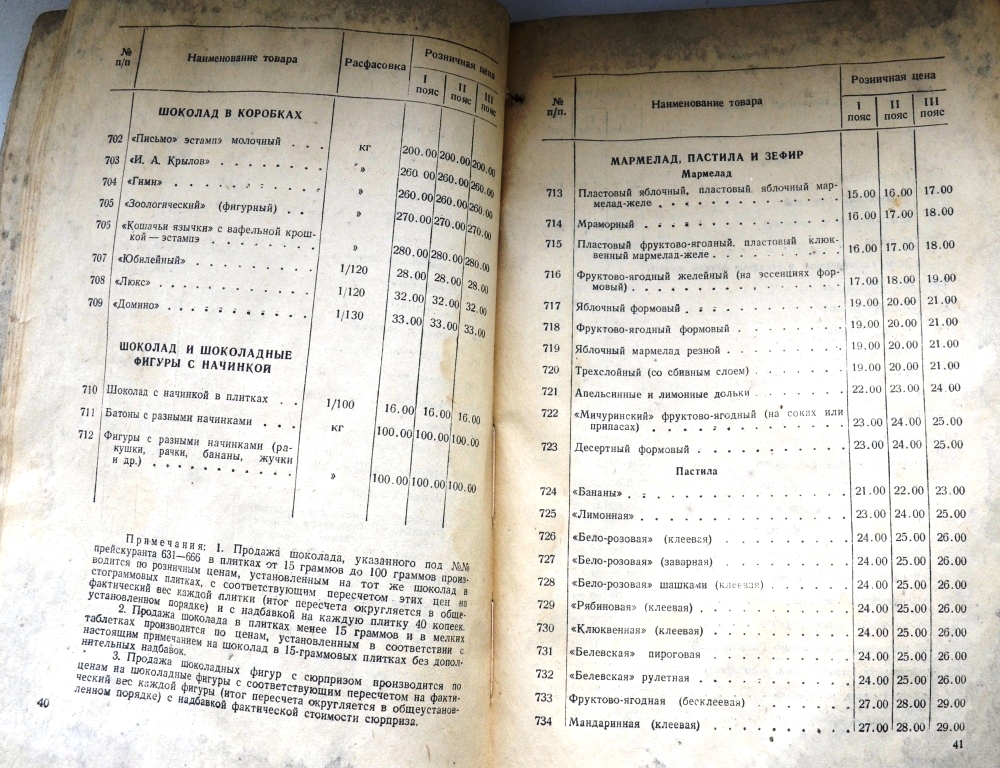 № п/п Наименование товара Расфасовка Розничная цена
I пояс II пояс III пояс
ШОКОЛАД В КОРОБКАХ
702 «Письмо» эстампэ молочный . . . кг 200.00 200.00 200.00
703 «И. А. Крылов» . . . . . . . » 260.00 260.00 260.00
704 «Гимн» . . . . . . . . . » 260.00 260.00 260.00
705 «Зоологический» (фигурный) . . » 270.00 270.00 270.00
705 «Кошачьи язычки» с вафельной крош-
кой — эстампэ . . . . . . . » 280.00 280.00 280.00
707 «Юбилейный» . . . . . . . . 1/120 28.00 28.00 28.00
708 «Люкс» . . . . . . . . . . 1/120 32.00 32.00 32.00
709 «Домино» . . . . . . . . . 1/130 33.00 33.00 33.00
ШОКОЛАД И ШОКОЛАДНЫЕ
ФИГУРЫ С НАЧИНКОЙ
710 Шоколад с начинкой в плитках . . 1/100 16.00 16.00 16.00
711 Батоны с разными начинками . . . кг 100.00 100.00 100.00
712 Фигуры с разными начинками (ра-
кушки, рачки, бананы, жучки
и др.) . . . . . . . . . . » 100.00 100.00 100.00
Примечания: 1. Продажа шоколада, указанного под №№
прейскуранта 631—666 в плитках от 15 граммов до 100 граммов произ-
водится по розничным ценам, установленным на тот же шоколад в
стограммовых плитках, с соответствующим пересчетом этих цен на
фактический вес каждой плитки (итог пересчета округляется в обще-
установленном порядке) и с надбавкой на каждую плитку 40 копеек.
2. Продажа шоколада в плитках менее 15 граммов и в мелких
таблетках производится по ценам, установленным в соответствии с
настоящим примечанием на шоколад в 15-граммовых плитках без допол-
нительных надбавок.
3. Продажа шоколадных фигур с сюрпризом производится по
ценам на шоколадные фигуры с соответствующим пересчетом на факти-
ческий вес каждой фигуры (итог пересчета округляется в общеустанов-
ленном порядке) с надбавкой фактической стоимости сюрприза.
40
№ п/п. Наименование товара Розничная цена
I пояс II пояс III пояс
МАРМЕЛАД, ПАСТИЛА И ЗЕФИР
Мармелад
713 Пластовый яблочный, пластовый яблочный мар-
мелад-желе . . . . . . . . 15.00 16.00 17.00
714 Мраморный . . . . . . . . 16.00 17.00 18.00
715 Пластовый фруктово-ягодный, пластовый клюк-
венный мармелад-желе . . . . . . 16.00 17.00 18.00
716 Фруктово-ягодный желейный (на эссенциях фор-
мовый) . . . . . . . . . 17.00 18.00 19.00
717 Яблочный формовый . . . . . . . 19.00 20.00 21.00
718 Фруктово-ягодный формовый . . . . . 19.00 20.00 21.00
719 Яблочный мармелад резной . . . . . . 19.00 20.00 21.00
720 Трехслойный (со сбивным слоем) . . . . . 19.00 20.00 21.00
721 Апельсинные и лимонные дольки . . . . . 22.00 23.00 24.00
722 «Мичуринский» фруктово-ягодный (на соках или
припасах) . . . . . . . . 23.00 24.00 25.00
723 Десертный формовый . . . . . . . 23.00 24.00 25.00
Пастила
724 «Бананы» . . . . . . . . . 21.00 22.00 23.00
725 «Лимонная» . . . . . . . . . 23.00 24.00 25.00
726 «Бело-розовая» (клеевая) . . . . . . 24.00 25.00 26.00
727 «Бело-розовая» (заварная) . . . . . . 24.00 25.00 26.00
728 «Бело-розовая» шашками (клеевая) . . . . 24.00 25.00 26.00
729 «Рябиновая» (клеевая) . . . . . . . 24.00 25.00 26.00
730 «Клюквенная» (клеевая) . . . . . . . 24.00 25.00 26.00
731 «Белевская» пироговая . . . . . . . 24.00 25.00 26.00
732 «Белевская» рулетная . . . . . . . 24.00 25.00 26.00
733 Фруктово-ягодная (бесклеевая) . . . . . 27.00 28.00 29.00
734 Мандаринная (клеевая) . . . . . . . 27.00 28.00 29.00
41